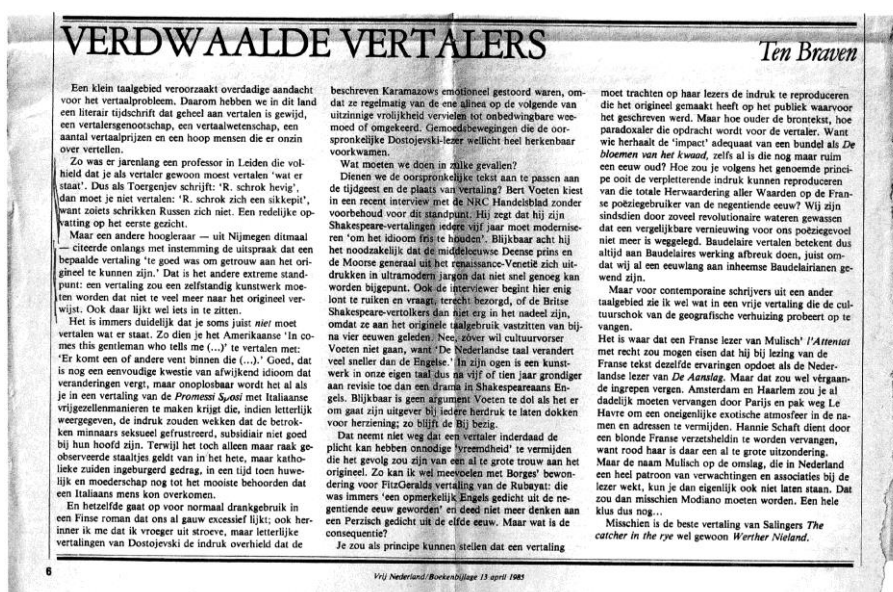 VERDWAALDE VERTALERS
Ten Braven
Een klein taalgebied veroorzaakt overdadige aandacht
voor het vertaalprobleem. Daarom hebben we in dit land
een literair tijdschrift dat geheel aan vertalen is gewijd,
een vertalersgenootschap, een vertaalwetenschap, een
aantal vertaalprijzen en een hoop mensen die er onzin
over vertellen.
Zo was er jarenlang een professor in Leiden die vol-
hield dat je als vertaler gewoon moest vertalen 'wat er
staat'. Dus als Toergenjev schrijft: 'R. schrok hevig',
dan moet je niet vertalen: 'R. schrok zich een sikkepit',
want zoiets schrikken Russen zich niet. Een redelijke op-
vatting op het eerste gezicht.
Maar een andere hoogleraar — uit Nijmegen ditmaal
— citeerde onlangs met instemming de uitspraak dat een
bepaalde vertaling 'te goed was om getrouw aan het ori-
gineel te kunnen zijn.' Dat is het andere extreme stand-
punt: een vertaling zou een zelfstandig kunstwerk moe-
ten worden dat niet te veel meer naar het origineel ver-
wijst. Ook daar lijkt wel iets in te zitten.
Het is immers duidelijk dat je soms juist niet moet
vertalen wat er staat. Zo dien je het Amerikaanse 'In co-
mes this gentleman who tells me (...)' te vertalen met:
'Er komt een of andere vent binnen die (...).' Goed, dat
is nog een eenvoudige kwestie van afwijkend idioom dat
veranderingen vergt, maar onoplosbaar wordt het al als
je in een vertaling van de Promessi Sposi met Italiaanse
vrijgezellenmanieren te maken krijgt die, indien letterlijk
weergegeven, de indruk zouden wekken dat de betrok-
ken minnaars seksueel gefrustreerd, subsidiair niet goed
bij hun hoofd zijn. Terwijl het toch alleen maar raak ge-
observeerde staaltjes geldt van in het hete, maar katho-
lieke zuiden ingeburgerd gedrag, in een tijd toen huwe-
lijk en moederschap nog tot het mooiste behoorden dat
een Italiaans mens kon overkomen.
En hetzelfde gaat op voor normaal drankgebruik in
een Finse roman dat ons al gauw excessief lijkt; ook her-
inner ik me dat ik vroeger uit stroeve, maar letterlijke
vertalingen van Dostojevski de indruk overhield dat de
beschreven Karamazows emotioneel gestoord waren, om-
dat ze regelmatig van de ene alinea op de volgende van
uitzinnige vrolijkheid vervielen tot onbedwingbare wee-
moed of omgekeerd. Gemoedsbewegingen die de oor-
spronkelijke Dostojevski-lezer wellicht heel herkenbaar
voorkwamen.
Wat moeten we doen in zulke gevallen?
Dienen we de oorspronkelijke tekst aan te passen aan
de tijdgeest en de plaats van vertaling? Bert Voeten kiest
in een recent interview met de NRC Handelsblad zonder
voorbehoud voor dit standpunt. Hij zegt dat hij zijn
Shakespeare-vertalingen iedere vijf jaar moet modernise-
ren 'om het idioom fris te houden'. Blijkbaar acht hij
het noodzakelijk dat de middeleeuwse Deense prins en
de Moorse generaal uit het renaissance-Venetië zich uit-
drukken in ultramodern jargon dat niet snel genoeg kan
worden bijgepunt. Ook de interviewer begint hier enig
lont te ruiken en vraagt, terecht bezorgd, of de Britse
Shakespeare-vertolkers dan niet erg in het nadeel zijn,
omdat ze aan het originele taalgebruik vastzitten van bij-
na vier eeuwen geleden. Nee, zover wil cultuurvorser
Voeten niet gaan, want 'De Nederlandse taal verandert
veel sneller dan de Engelse.' In zijn ogen is een kunst-
werk in onze eigen taal dus na vijf of tien jaar grondiger
aan revisie toe dan een drama in Shakespeareaans En-
gels. Blijkbaar is geen argument Voeten te dol als het er
om gaat zijn uitgever bij iedere herdruk te laten dokken
voor herziening; zo blijft de Bij bezig.
Dat neemt niet weg dat een vertaler inderdaad de
plicht kan hebben onnodige 'vreemdheid' te vermijden
die het gevolg zou zijn van een al te grote trouw aan het
origineel. Zo kan ik wel meevoelen met Borges' bewon-
dering voor FitzGeralds vertaling van de Rubayat: die
was immers 'een opmerkelijk Engels gedicht uit de ne-
gentiende eeuw geworden' en deed niet meer denken aan
een Perzisch gedicht uit de elfde eeuw. Maar wat is de
consequentie?
Je zou als principe kunnen stellen dat een vertaling
moet trachten op haar lezers de indruk te reproduceren
die het origineel gemaakt heeft op het publiek waarvoor
het geschreven werd. Maar hoe ouder de brontekst, hoe
paradoxaler die opdracht wordt voor de vertaler. Want
wie herhaalt de 'impact' adequaat van een bundel als De
bloemen van het kwaad, zelfs al is die nog maar ruim
een eeuw oud? Hoe zou je volgens het genoemde princi-
pe ooit de verpletterende indruk kunnen reproduceren
van die totale Herwaardering aller Waarden op de Fran-
se poëziegebruiker van de negentiende eeuw? Wij zijn
sindsdien door zoveel revolutionaire wateren gewassen
dat een vergelijkbare vernieuwing voor ons poëziegevoel
niet meer is weggelegd. Baudelaire vertalen betekent dus
altijd aan Baudelaires werking afbreuk doen, juist om-
dat wij al een eeuwlang aan inheemse Baudelairianen ge-
wend zijn.
Maar voor contemporaine schrijvers uit een ander
taalgebied zie ik wel wat in een vrije vertaling die de cul-
tuurschok van de geografische verhuizing probeert op te
vangen.
Het is waar dat een Franse lezer van Mulisch' l'Attentat
met recht zou mogen eisen dat hij bij lezing van de
Franse tekst dezelfde ervaringen opdoet als de Neder-
landse lezer van De Aanslag. Maar dat zou wel vérgaan-
de ingrepen vergen. Amsterdam en Haarlem zou je al
dadelijk moeten vervangen door Parijs en pak weg Le
Havre om een oneigenlijke exotische atmosfeer in de na-
men en adressen te vermijden. Hannie Schaft dient door
een blonde Franse verzetsheldin te worden vervangen,
want rood haar is daar een al te grote uitzondering.
Maar de naam Mulisch op de omslag, die in Nederland
een heel patroon van verwachtingen en associaties bij de
lezer wekt, kun je dan eigenlijk ook niet laten staan. Dat
zou dan misschien Modiano moeten worden. Een hele
klus dus nog...
Misschien is de beste vertaling van Salingers The
catcher in the rye wel gewoon Werther Nieland.
6
Vrij Nederland/Boekenbijlage 13 april 1985